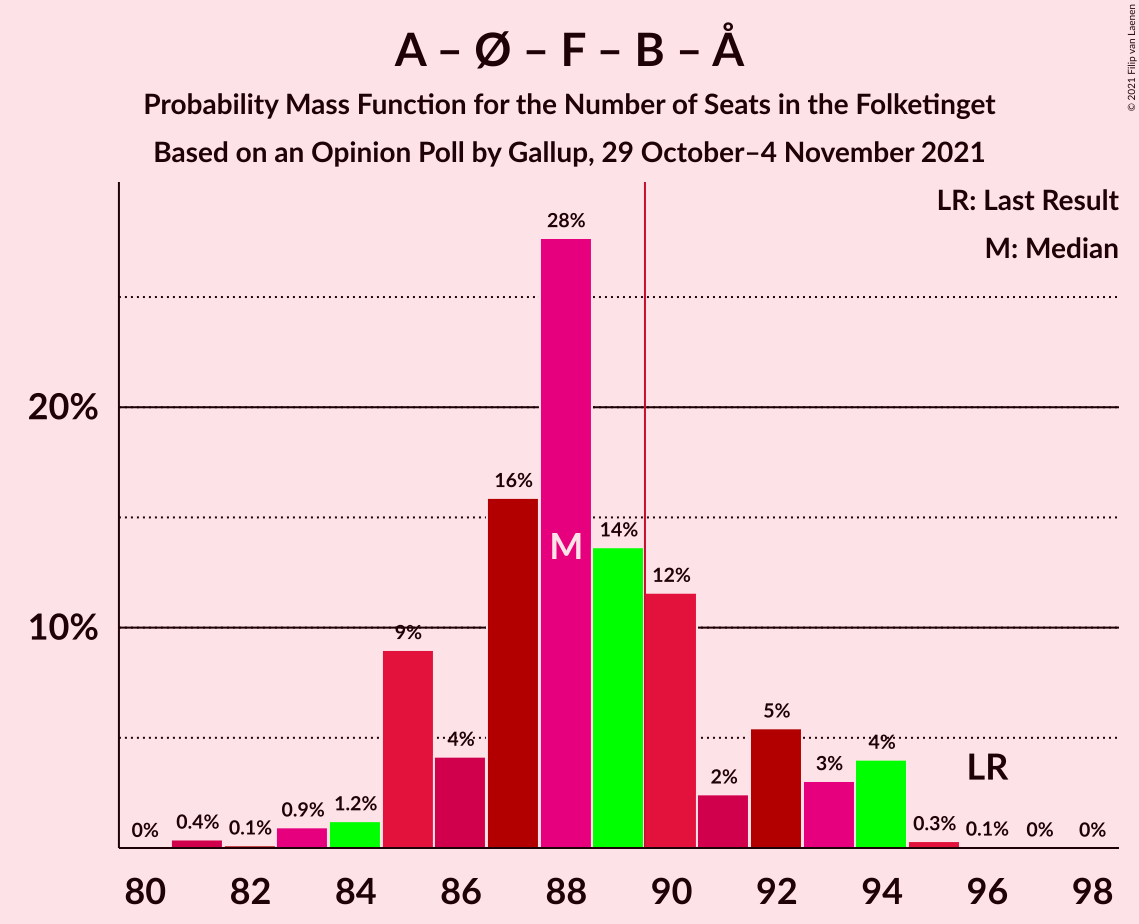 A – Ø – F – B – Å
Probability Mass Function for the Number of Seats in the Folketinget
Based on an Opinion Poll by Gallup, 29 October–4 November 2021
© 2021 Filip van Laenen
LR: Last Result
M: Median
20%
10%
0%
0.4%
0.1%
0.9%
1.2%
9%
4%
16%
28%
M
14%
12%
2%
5%
3%
4%
0.3%
LR
0.1%
0%
0%
80 82 84 86 88 90 92 94 96 98